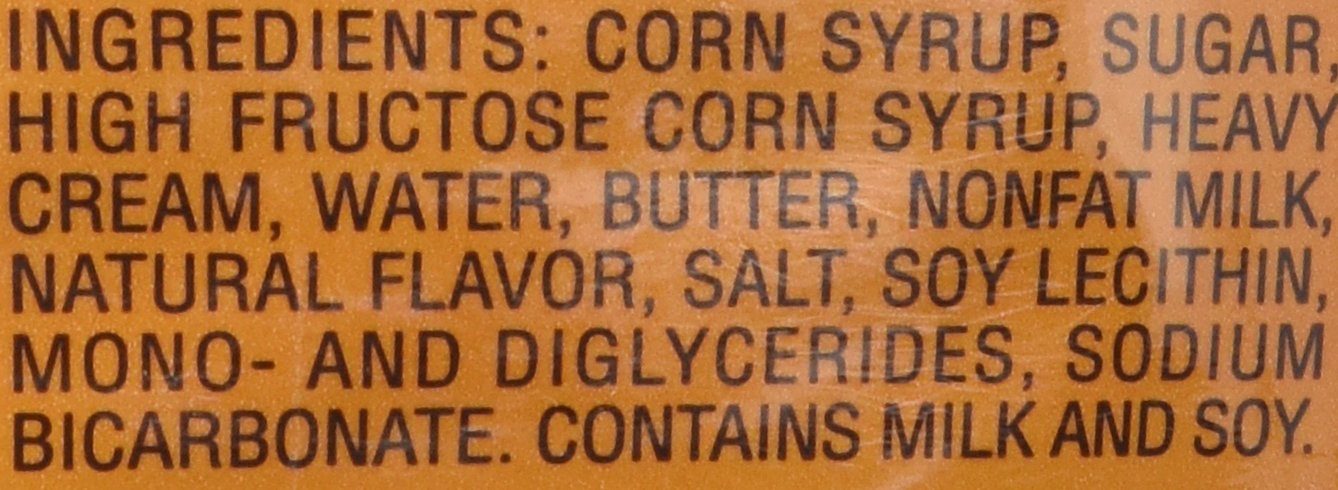 INGREDIENTS: CORN SYRUP, SUGAR,
HIGH FRUCTOSE CORN SYRUP, HEAVY
CREAM, WATER, BUTTER, NONFAT MILK,
NATURAL FLAVOR, SALT, SOY LECITHIN,
MONO- AND DIGLYCERIDES, SODIUM
BICARBONATE. CONTAINS MILK AND SOY.